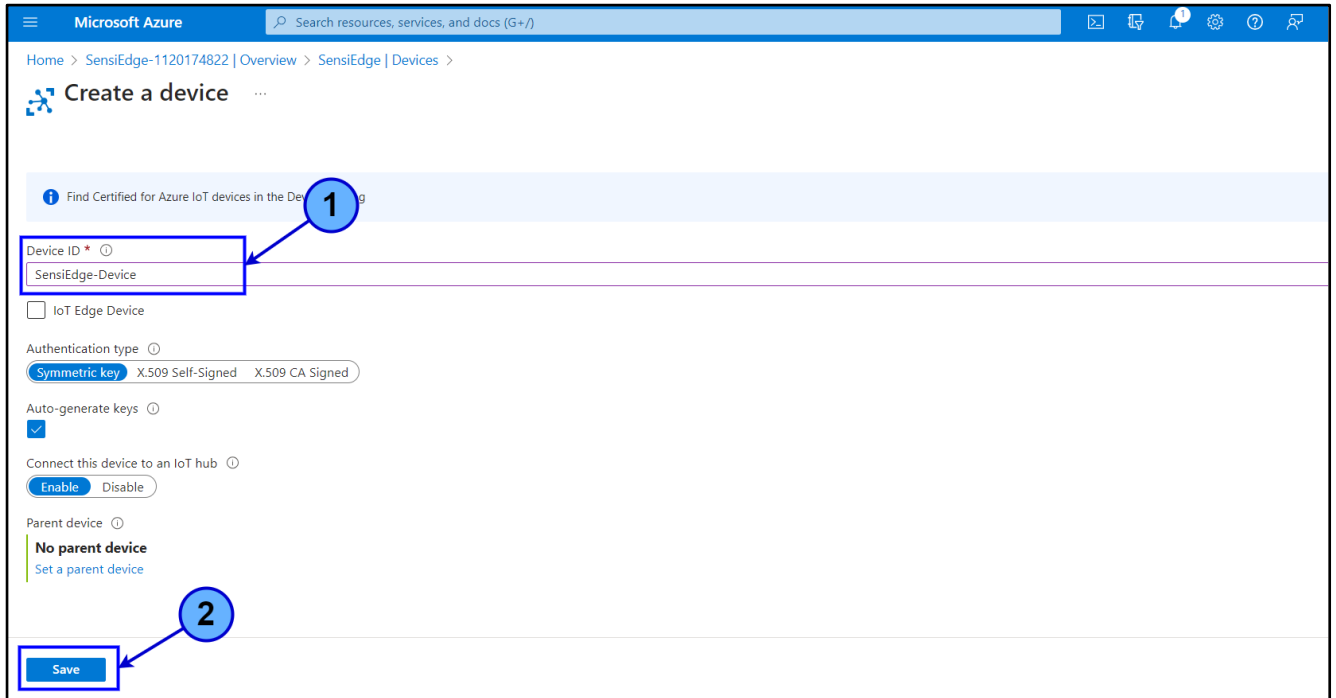 Microsoft Azure
Search resources, services, and docs (G+/)
1
Home > SensiEdge-1120174822 | Overview > SensiEdge | Devices >
Create a device ...
Find Certified for Azure IoT devices in the
1
Device ID *
SensiEdge-Device
IoT Edge Device
Authentication type
Symmetric key X.509 Self-Signed X.509 CA Signed
Auto-generate keys
Connect this device to an IoT hub
Enable Disable
Parent device
No parent device
Set a parent device
2
Save